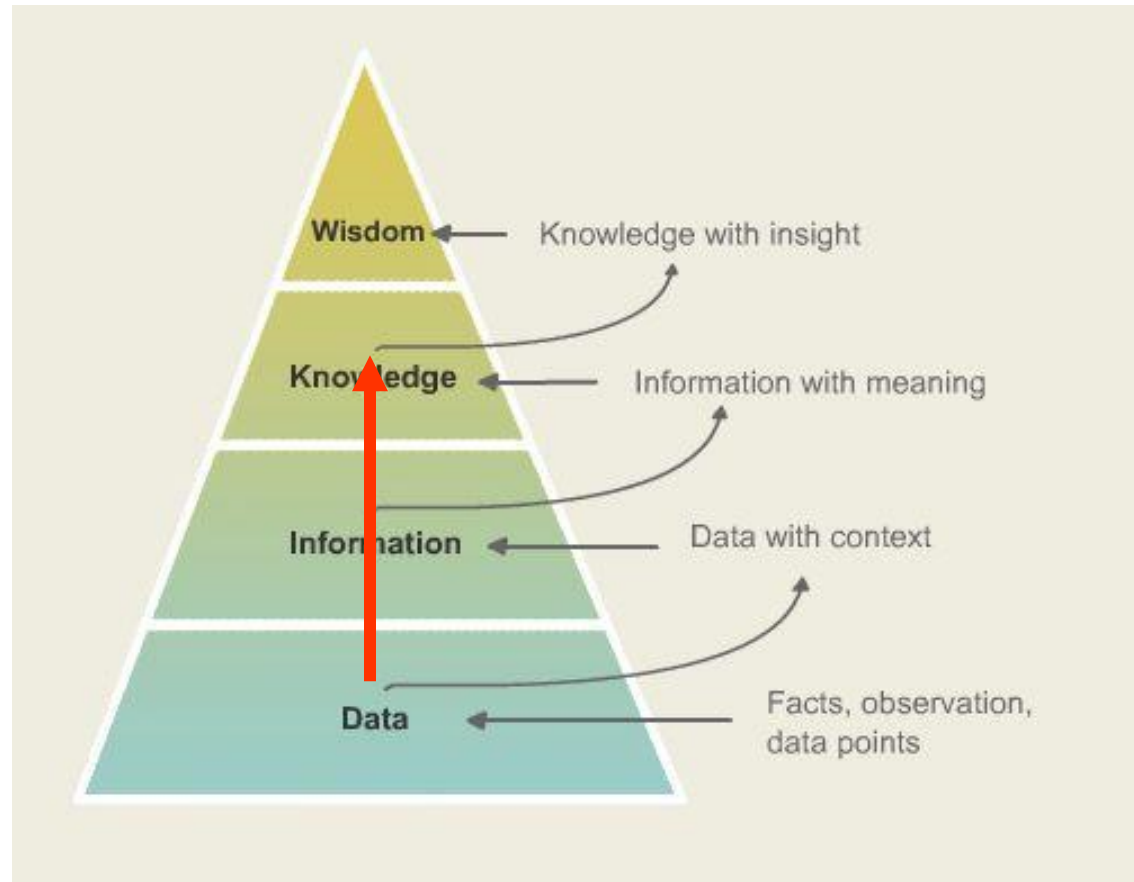 Wisdom
Knowledge with insight
Knowledge
Information with meaning
Information
Data with context
Data
Facts, observation,
data points